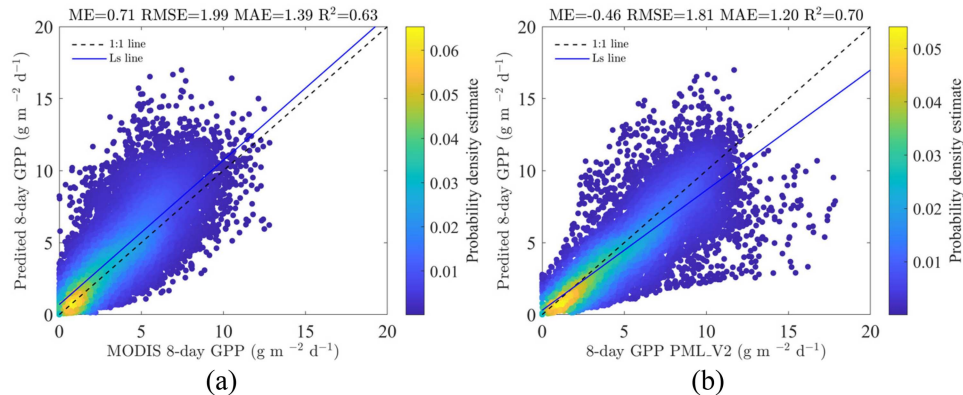 ME=0.71 RMSE=1.99 MAE=1.39 R²=0.63
20
15
10
5
0
0
5
10
15
20
1:1 line
Ls line
Predited 8-day GPP (g m ⁻² d⁻¹)
MODIS 8-day GPP (g m ⁻² d⁻¹)
0.06
0.05
0.04
0.03
0.02
0.01
Probability density estimate
(a)
ME=-0.46 RMSE=1.81 MAE=1.20 R²=0.70
20
15
10
5
0
0
5
10
15
20
1:1 line
Ls line
Predited 8-day GPP (g m ⁻² d⁻¹)
8-day GPP PML_V2 (g m ⁻² d⁻¹)
0.05
0.04
0.03
0.02
0.01
Probability density estimate
(b)